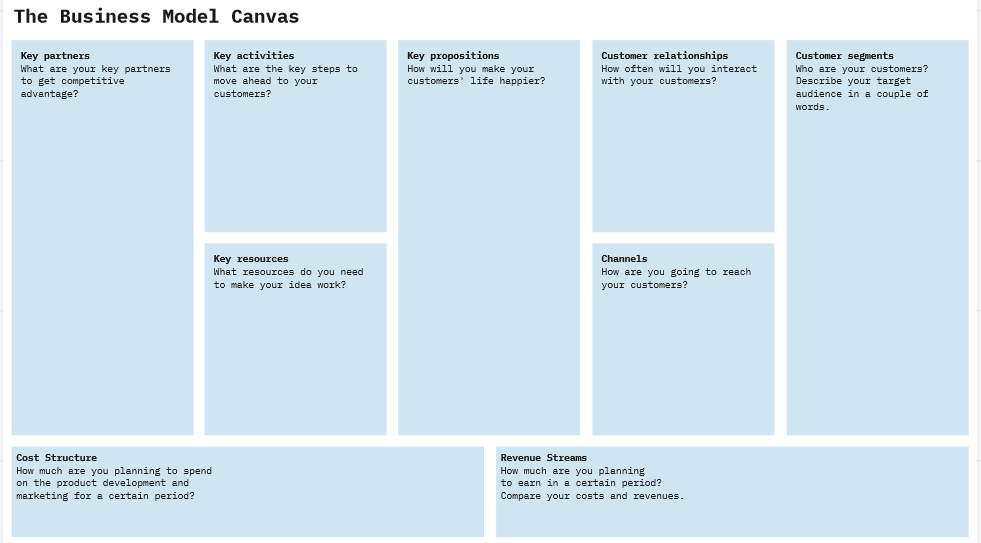 The Business Model Canvas
Key partners
What are your key partners
to get competitive
advantage?
Key activities
What are the key steps to
move ahead to your
customers?
Key propositions
How will you make your
customers' life happier?
Customer relationships
How often will you interact
with your customers?
Customer segments
Who are your customers?
Describe your target
audience in a couple of
words.
Key resources
What resources do you need
to make your idea work?
Channels
How are you going to reach
your customers?
Cost Structure
How much are you planning to spend
on the product development and
marketing for a certain period?
Revenue Streams
How much are you planning
to earn in a certain period?
Compare your costs and revenues.